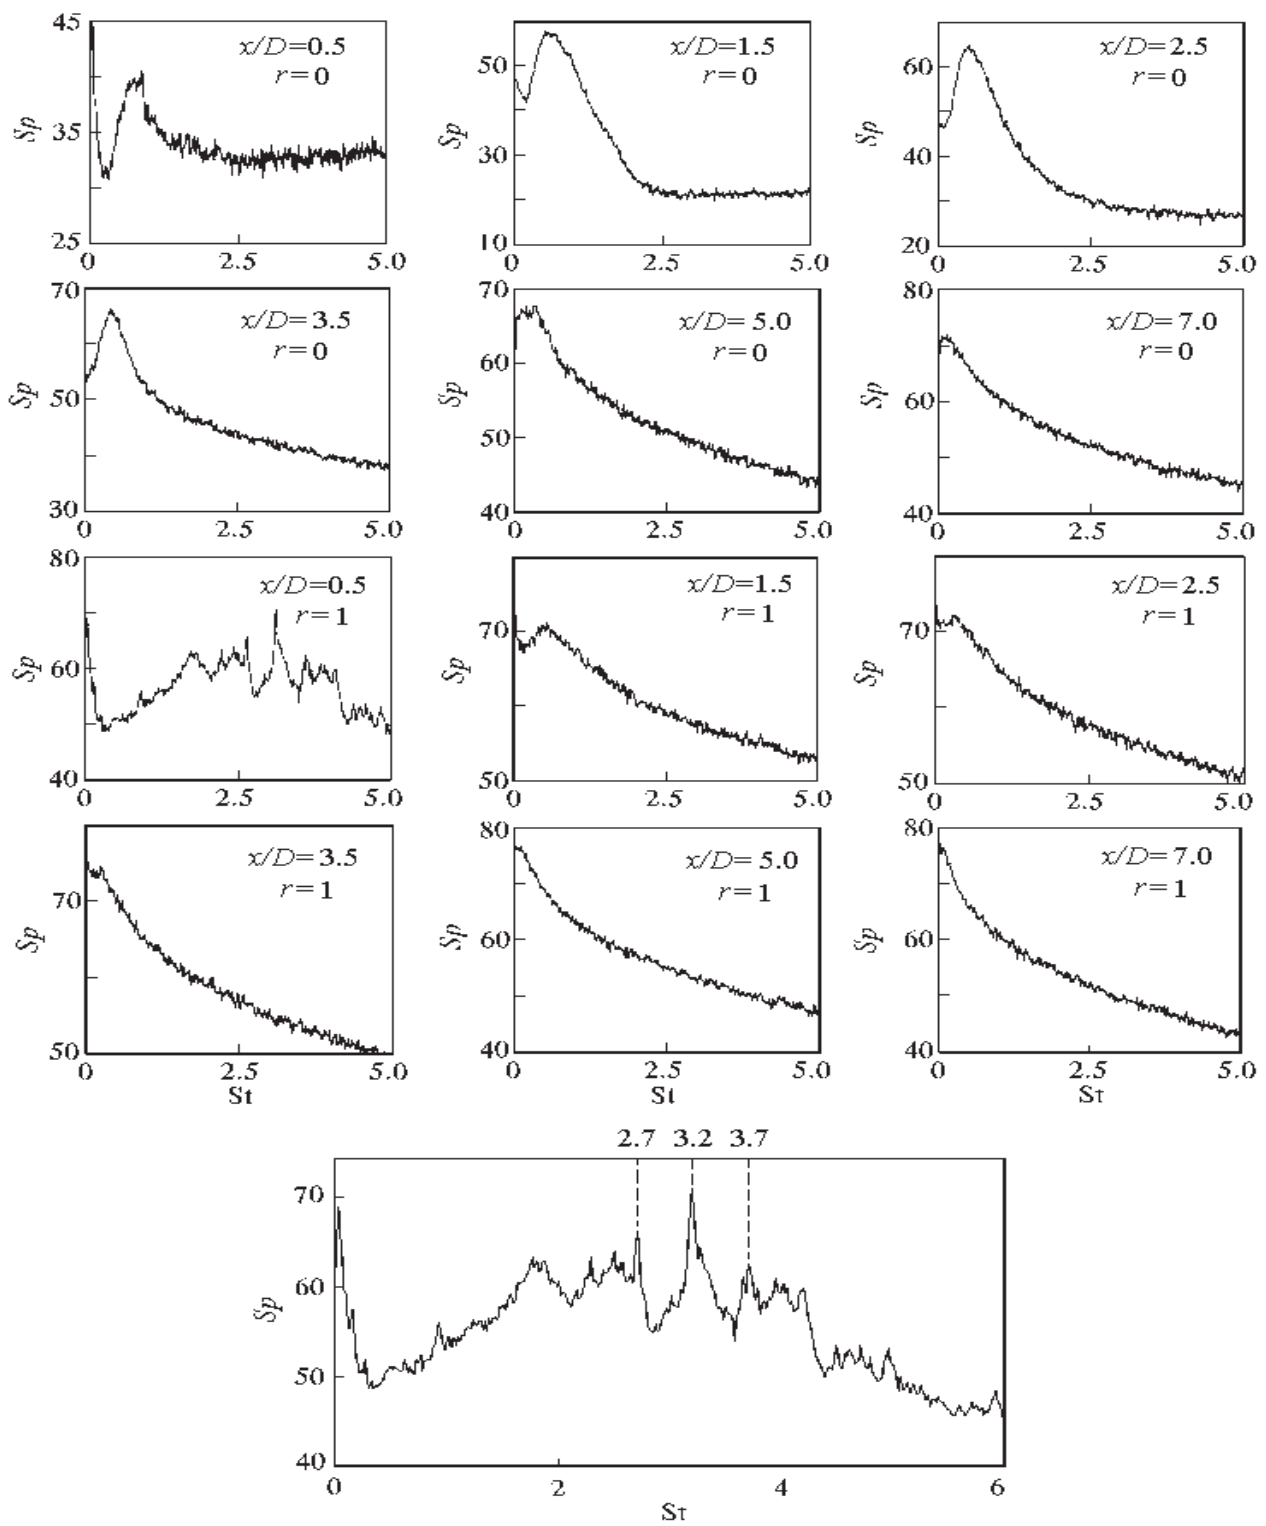 45
35
25
Sp
x/D=0.5
r=0
0 2.5 5.0
50
30
10
Sp
x/D=1.5
r=0
0 2.5 5.0
60
40
20
Sp
x/D=2.5
r=0
0 2.5 5.0
70
50
30
Sp
x/D=3.5
r=0
0 2.5 5.0
70
60
50
40
Sp
x/D=5.0
r=0
0 2.5 5.0
80
60
40
Sp
x/D=7.0
r=0
0 2.5 5.0
80
60
40
Sp
x/D=0.5
r=1
0 2.5 5.0
70
50
Sp
x/D=1.5
r=1
0 2.5 5.0
70
50
Sp
x/D=2.5
r=1
0 2.5 5.0
70
50
Sp
x/D=3.5
r=1
0 2.5 5.0
St
80
60
40
Sp
x/D=5.0
r=1
0 2.5 5.0
St
80
60
40
Sp
x/D=7.0
r=1
0 2.5 5.0
St
2.7 3.2 3.7
70
60
50
40
Sp
0 2 4 6
St